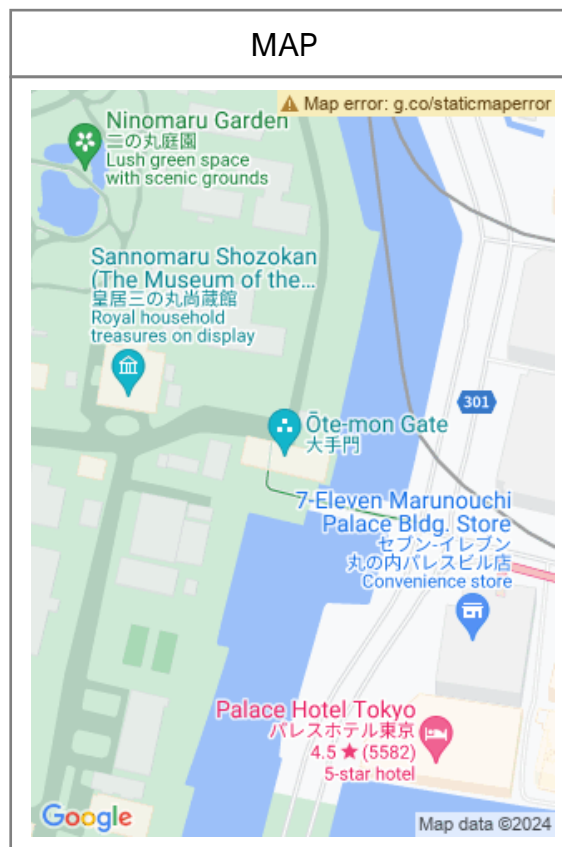 MAP
⚠ Map error: g.co/staticmaperror
Ninomaru Garden
二の丸庭園
Lush green space
with scenic grounds
Sannomaru Shozokan
(The Museum of the...
皇居三の丸尚蔵館
Royal household
treasures on display
301
Ōte-mon Gate
大手門
7-Eleven Marunouchi
Palace Bldg. Store
セブン-イレブン
丸の内パレスビル店
Convenience store
Palace Hotel Tokyo
パレスホテル東京
4.5 ★ (5582)
5-star hotel
Google
Map data ©2024